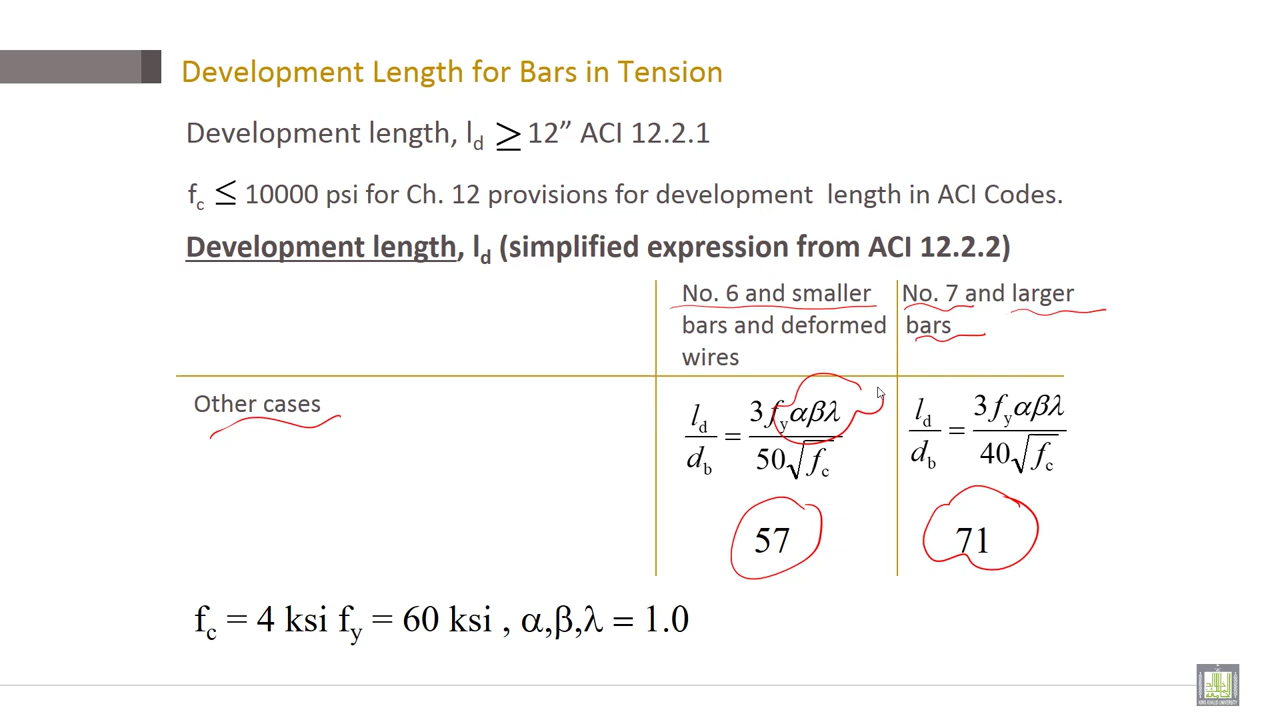 Development Length for Bars in Tension
Development length, ld ≥ 12” ACI 12.2.1
fc ≤ 10000 psi for Ch. 12 provisions for development length in ACI Codes.
Development length, ld (simplified expression from ACI 12.2.2)
No. 6 and smaller bars and deformed wires
No. 7 and larger bars
Other cases
ld/db = 3fyαβλ/50√fc
ld/db = 3fyαβλ/40√fc
57
71
fc = 4 ksi fy = 60 ksi , α,β,λ = 1.0
KING KHALID UNIVERSITY